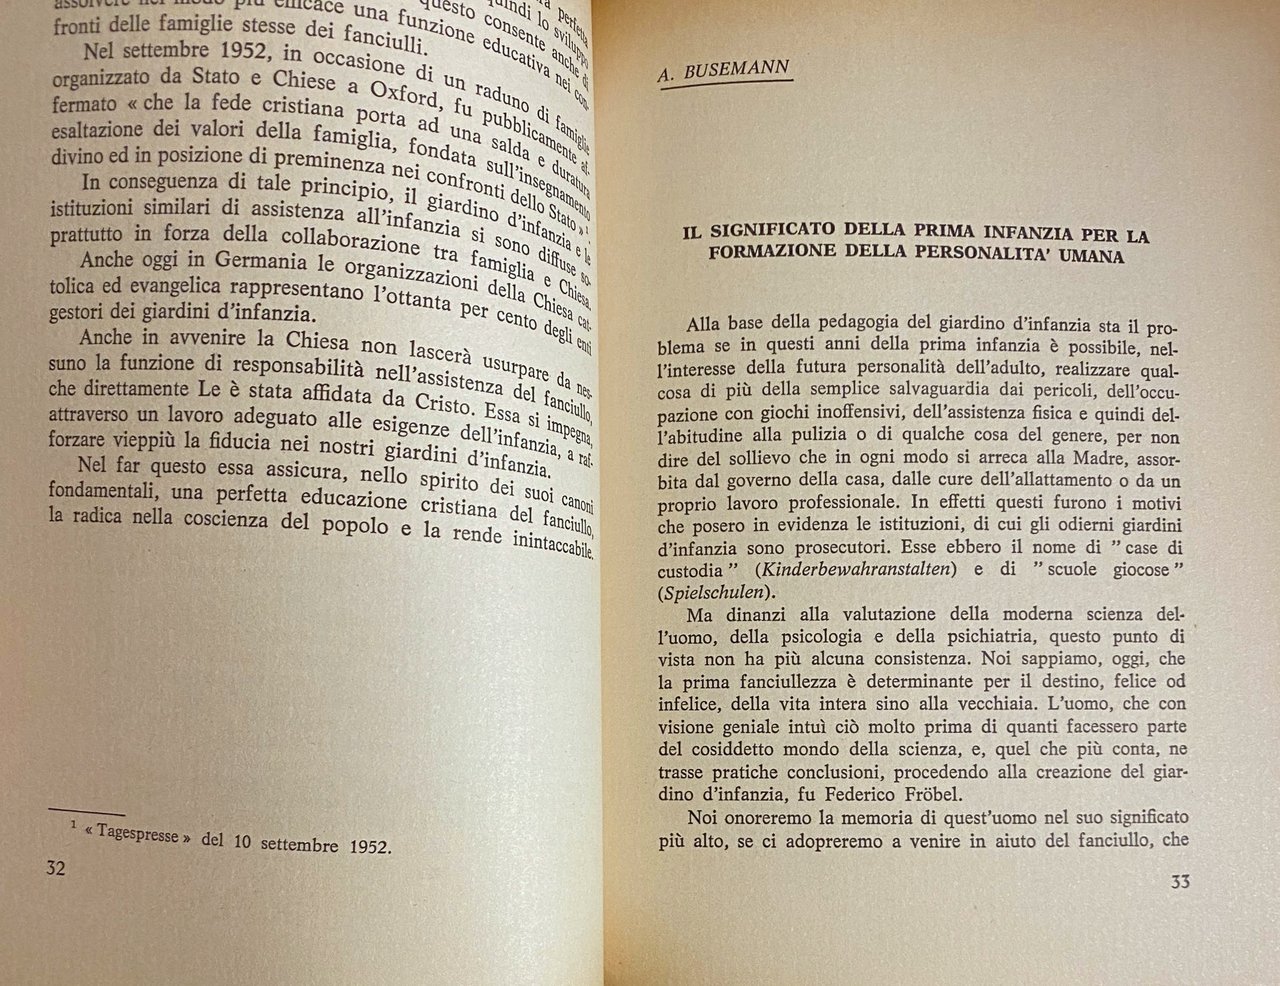 assolvere nel modo più efficace una funzione educativa nei con-
fronti delle famiglie stesse dei fanciulli.
Nel settembre 1952, in occasione di un raduno di famiglie
organizzato da Stato e Chiese a Oxford, fu pubblicamente af-
fermato « che la fede cristiana porta ad una salda e duratura
esaltazione dei valori della famiglia, fondata sull'insegnamento
divino ed in posizione di preminenza nei confronti dello Stato » ¹.
In conseguenza di tale principio, il giardino d'infanzia e le
istituzioni similari di assistenza all'infanzia si sono diffuse so-
prattutto in forza della collaborazione tra famiglia e Chiesa.
Anche oggi in Germania le organizzazioni della Chiesa cat-
tolica ed evangelica rappresentano l'ottanta per cento degli enti
gestori dei giardini d'infanzia.
Anche in avvenire la Chiesa non lascerà usurpare da nes-
suno la funzione di responsabilità nell'assistenza del fanciullo,
che direttamente Le è stata affidata da Cristo. Essa si impegna,
attraverso un lavoro adeguato alle esigenze dell'infanzia, a raf-
forzare vieppiù la fiducia nei nostri giardini d'infanzia.
Nel far questo essa assicura, nello spirito dei suoi canoni
fondamentali, una perfetta educazione cristiana del fanciullo,
la radica nella coscienza del popolo e la rende inintaccabile.
¹ « Tagespresse » del 10 settembre 1952.
32
A. BUSEMANN
IL SIGNIFICATO DELLA PRIMA INFANZIA PER LA
FORMAZIONE DELLA PERSONALITA' UMANA
Alla base della pedagogia del giardino d'infanzia sta il pro-
blema se in questi anni della prima infanzia è possibile, nel-
l'interesse della futura personalità dell'adulto, realizzare qual-
cosa di più della semplice salvaguardia dai pericoli, dell'occu-
pazione con giochi inoffensivi, dell'assistenza fisica e quindi del-
l'abitudine alla pulizia o di qualche cosa del genere, per non
dire del sollievo che in ogni modo si arreca alla Madre, assor-
bita dal governo della casa, dalle cure dell'allattamento o da un
proprio lavoro professionale. In effetti questi furono i motivi
che posero in evidenza le istituzioni, di cui gli odierni giardini
d'infanzia sono prosecutori. Esse ebbero il nome di " case di
custodia " (Kinderbewahranstalten) e di " scuole giocose "
(Spielschulen).
Ma dinanzi alla valutazione della moderna scienza del-
l'uomo, della psicologia e della psichiatria, questo punto di
vista non ha più alcuna consistenza. Noi sappiamo, oggi, che
la prima fanciullezza è determinante per il destino, felice od
infelice, della vita intera sino alla vecchiaia. L'uomo, che con
visione geniale intuì ciò molto prima di quanti facessero parte
del cosiddetto mondo della scienza, e, quel che più conta, ne
trasse pratiche conclusioni, procedendo alla creazione del giar-
dino d'infanzia, fu Federico Fröbel.
Noi onoreremo la memoria di quest'uomo nel suo significato
più alto, se ci adopreremo a venire in aiuto del fanciullo, che
33